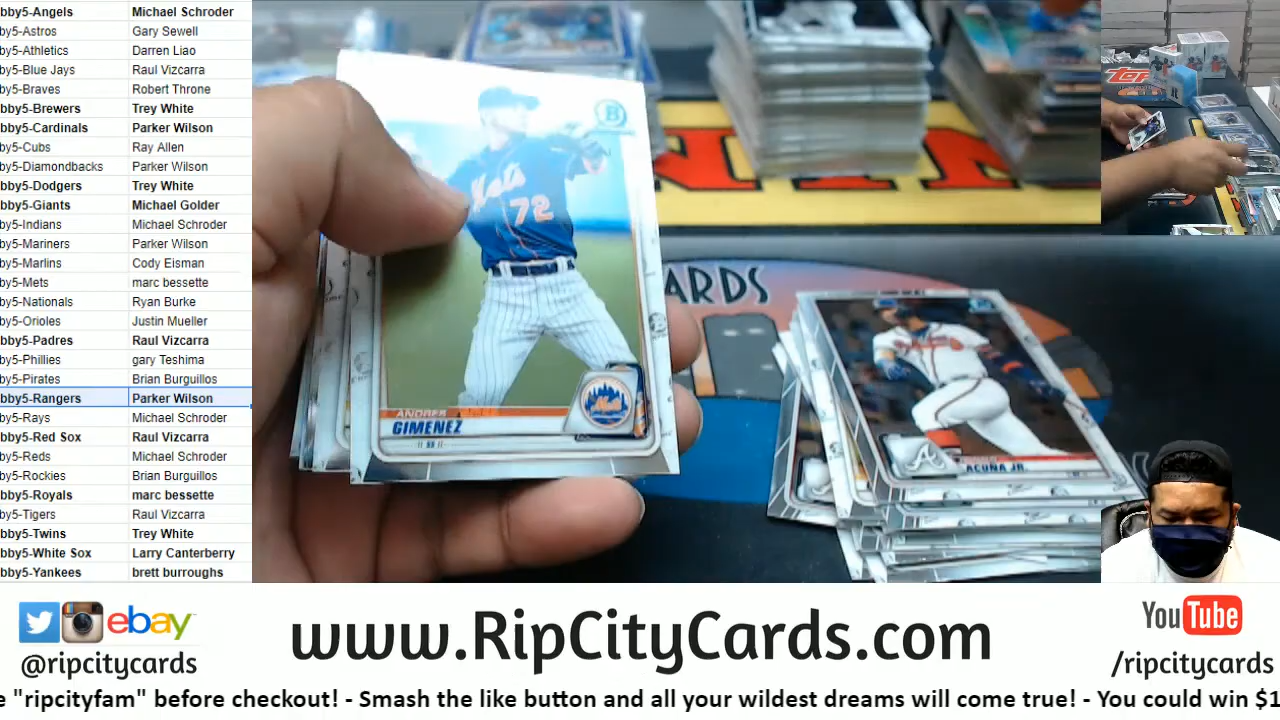 bby5-Angels Michael Schroder
by5-Astros Gary Sewell
by5-Athletics Darren Liao
by5-Blue Jays Raul Vizcarra
by5-Braves Robert Throne
bby5-Brewers Trey White
bby5-Cardinals Parker Wilson
by5-Cubs Ray Allen
by5-Diamondbacks Parker Wilson
bby5-Dodgers Trey White
bby5-Giants Michael Golder
by5-Indians Michael Schroder
by5-Mariners Parker Wilson
by5-Marlins Cody Eisman
by5-Mets marc bessette
by5-Nationals Ryan Burke
by5-Orioles Justin Mueller
bby5-Padres Raul Vizcarra
by5-Phillies gary Teshima
by5-Pirates Brian Burguillos
bby5-Rangers Parker Wilson
by5-Rays Michael Schroder
bby5-Red Sox Raul Vizcarra
by5-Reds Michael Schroder
by5-Rockies Brian Burguillos
bby5-Royals marc bessette
by5-Tigers Raul Vizcarra
bby5-Twins Trey White
bby5-White Sox Larry Canterberry
bby5-Yankees brett burroughs
B
Mets
72
ANDRES
GIMENEZ
SS
Mets
ARDS
ACUÑA JR.
A
TOPPS
ebay
@ripcitycards
www.RipCityCards.com
YouTube
/ripcitycards
e "ripcityfam" before checkout! - Smash the like button and all your wildest dreams will come true! - You could win $1